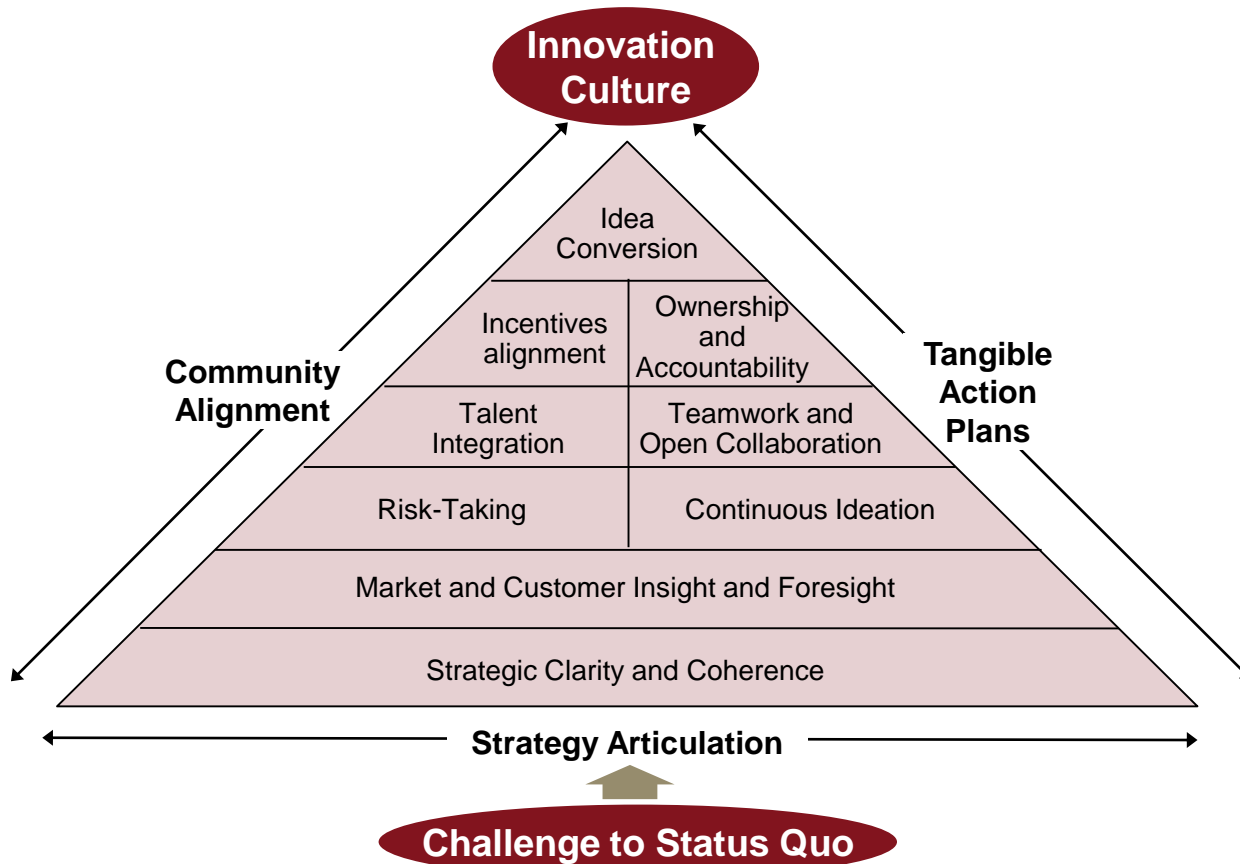 Innovation
Culture
Idea
Conversion
Incentives
alignment
Ownership
and
Accountability
Community
Alignment
Tangible
Action
Plans
Talent
Integration
Teamwork and
Open Collaboration
Risk-Taking
Continuous Ideation
Market and Customer Insight and Foresight
Strategic Clarity and Coherence
Strategy Articulation
Challenge to Status Quo